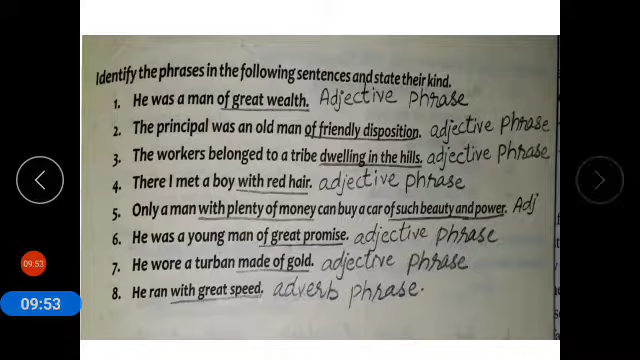 Identify the phrases in the following sentences and state their kind.
1. He was a man of great wealth. Adjective phrase
2. The principal was an old man of friendly disposition. adjective phrase
3. The workers belonged to a tribe dwelling in the hills. adjective phrase
4. There I met a boy with red hair. adjective phrase
5. Only a man with plenty of money can buy a car of such beauty and power. Adj
6. He was a young man of great promise. adjective phrase
7. He wore a turban made of gold. adjective phrase
8. He ran with great speed. adverb phrase.
09:53
09:53